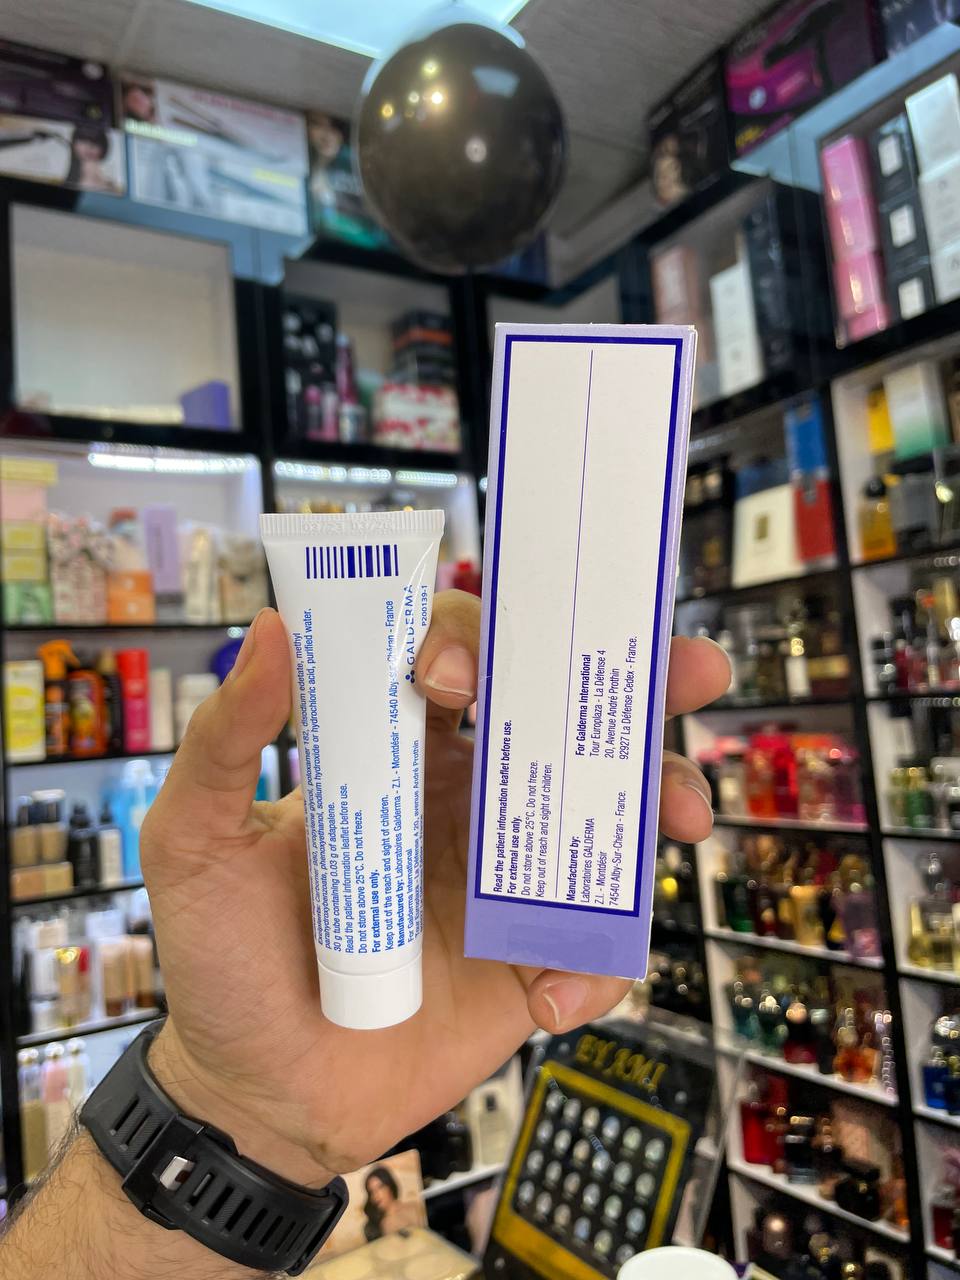 Excipients: Carbomer 980, propylene glycol, poloxamer 182, disodium edetate, methyl
parahydroxybenzoate, phenoxyethanol, sodium hydroxide or hydrochloric acid, purified water.
30 g tube containing 0.03 g of adapalene.
Read the patient information leaflet before use.
Do not store above 25°C. Do not freeze.
For external use only.
Keep out of the reach and sight of children.
Manufactured by: Laboratoires Galderma - Z.I. - Montdésir - 74540 Alby-sur-Chéran - France
For Galderma International
GALDERMA
P200139-1
Read the patient information leaflet before use.
For external use only.
Do not store above 25°C. Do not freeze.
Keep out of reach and sight of children.
Manufactured by:
Laboratoires GALDERMA
Z.I. - Montdésir
74540 Alby-Sur-Chéran - France.
For Galderma International
Tour Europlaza - La Défense 4
20, Avenue André Prothin
92927 La Défense Cedex - France.